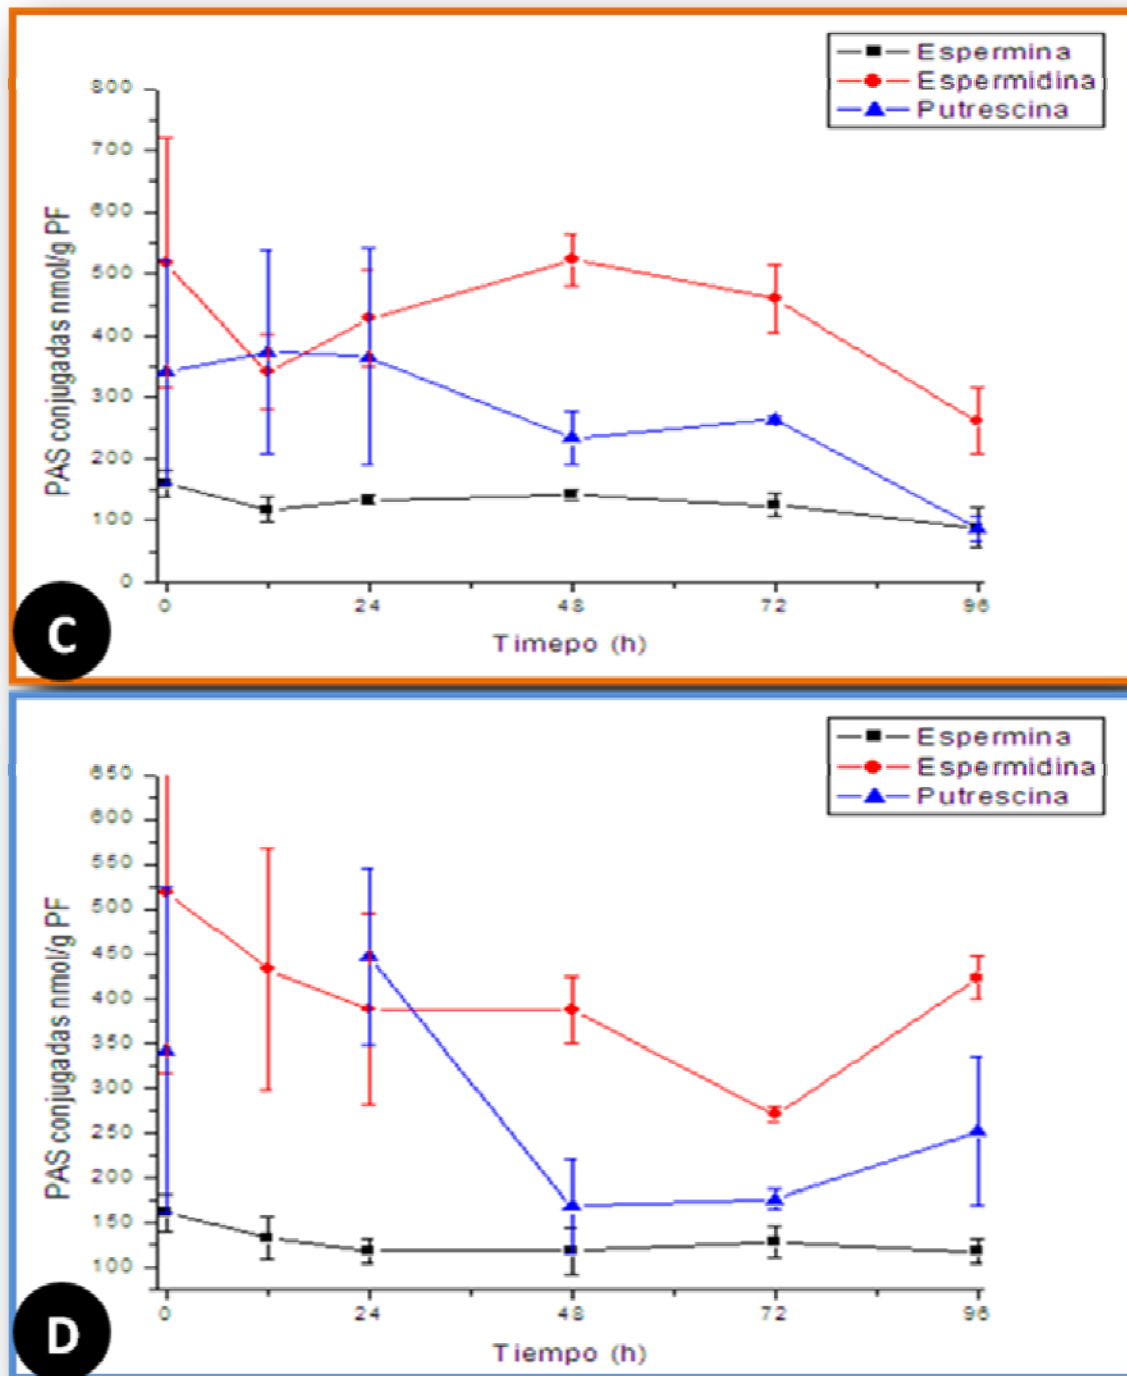 Espermina
Espermidina
Putrescina
800
700
600
500
400
300
200
100
0
PAS conjugadas nmol/g PF
0 24 48 72 96
Timepo (h)
C
Espermina
Espermidina
Putrescina
650
600
550
500
450
400
350
300
250
200
150
100
PAS conjugadas nmol/g PF
0 24 48 72 96
Tiempo (h)
D